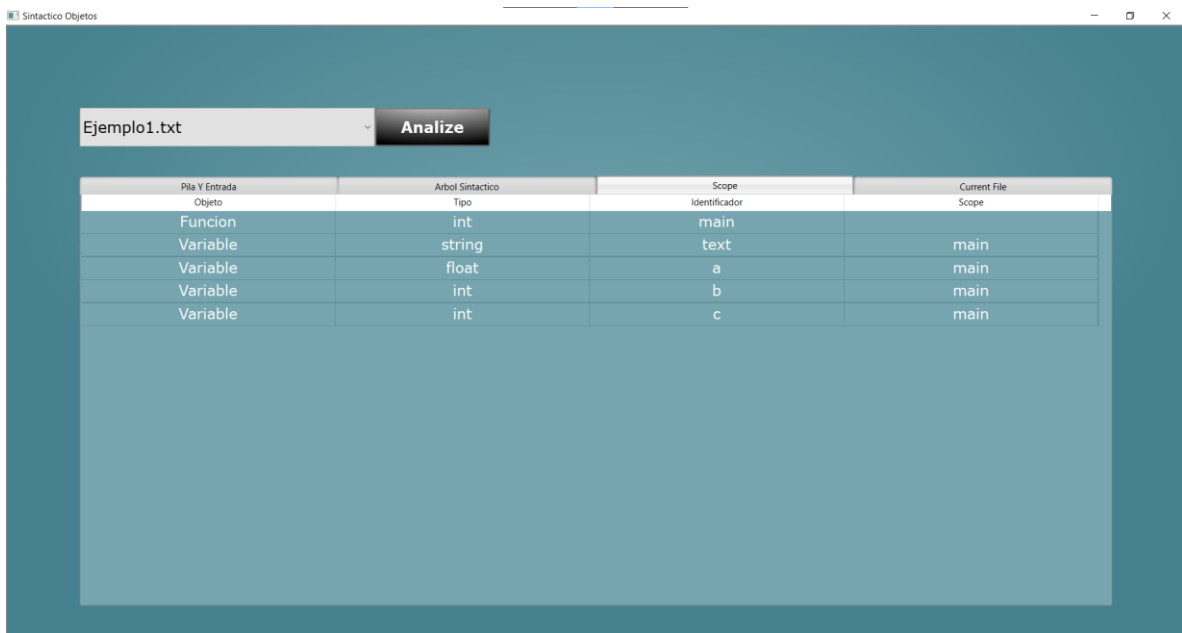 Sintactico Objetos
Ejemplo1.txt Analize
Pila Y Entrada Arbol Sintactico Scope Current File
Objeto Tipo Identificador Scope
Funcion int main
Variable string text main
Variable float a main
Variable int b main
Variable int c main